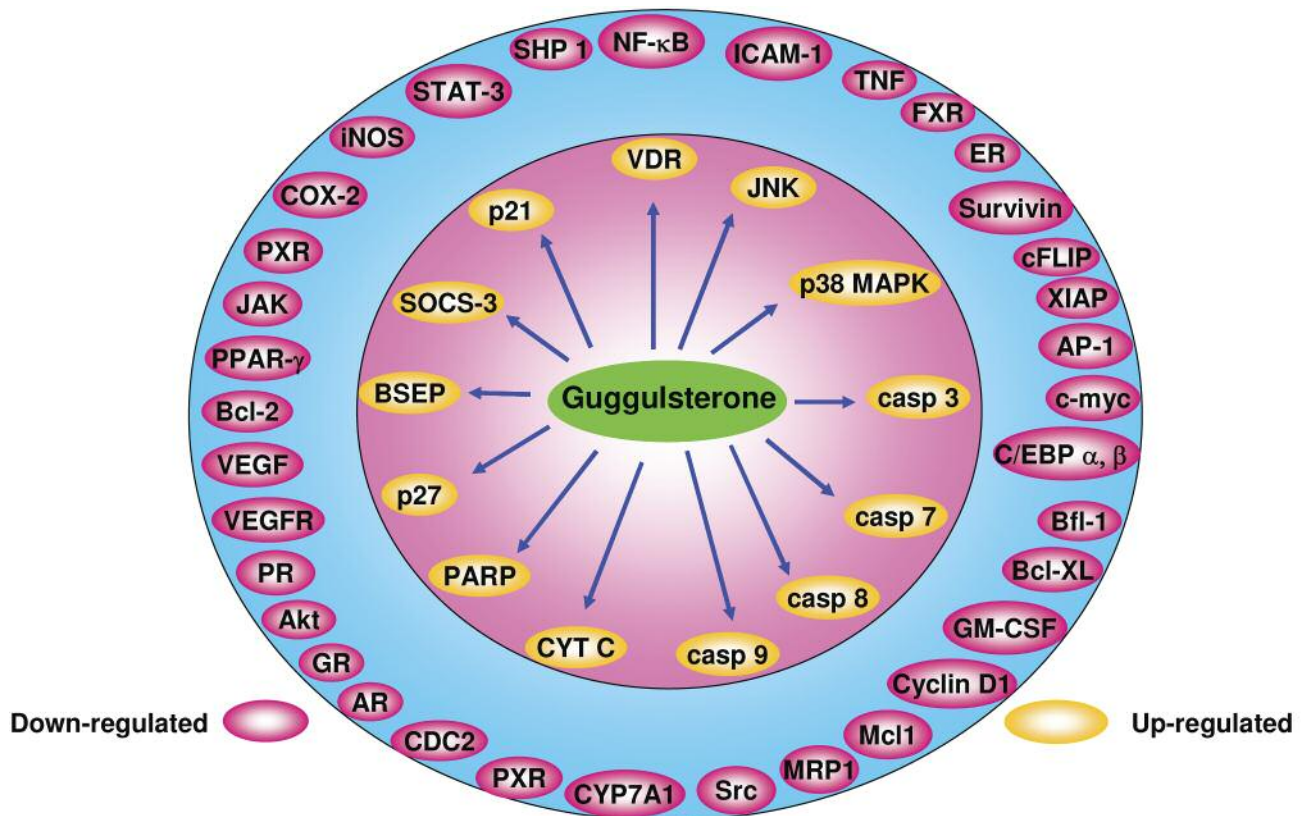 SHP 1
NF-κB
ICAM-1
TNF
FXR
ER
Survivin
cFLIP
XIAP
AP-1
c-myc
C/EBP α, β
Bfl-1
Bcl-XL
GM-CSF
Cyclin D1
Mcl1
MRP1
Src
CYP7A1
PXR
CDC2
AR
GR
Akt
PR
VEGFR
VEGF
Bcl-2
PPAR-γ
JAK
PXR
COX-2
iNOS
STAT-3
VDR
JNK
p38 MAPK
casp 3
casp 7
casp 8
casp 9
CYT C
PARP
p27
BSEP
SOCS-3
p21
Guggulsterone
Down-regulated
Up-regulated